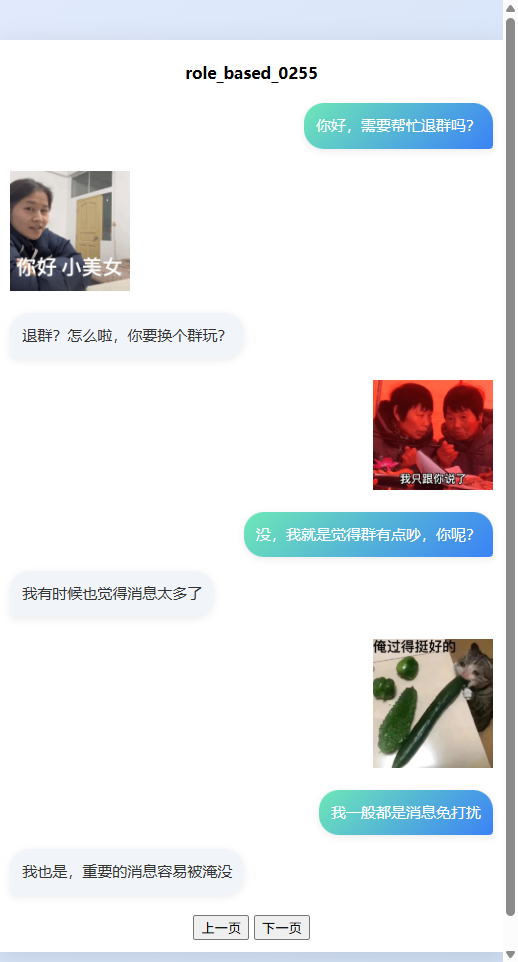 role_based_0255
你好，需要帮忙退群吗？
你好 小美女
退群？怎么啦，你要换个群玩？
我只跟你说了
没，我就是觉得群有点吵，你呢？
我有时候也觉得消息太多了
俺过得挺好的
我一般都是消息免打扰
我也是，重要的消息容易被淹没
上一页 下一页